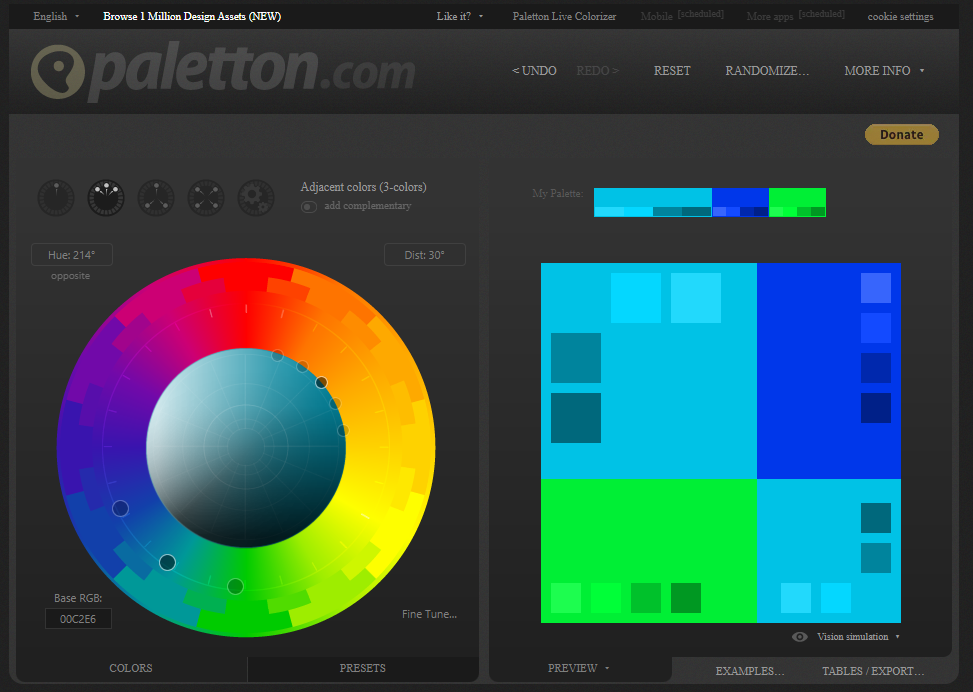 English Browse 1 Million Design Assets (NEW) Like it? Paletton Live Colorizer Mobile [scheduled] More apps [scheduled] cookie settings
paletton.com
< UNDO REDO > RESET RANDOMIZE... MORE INFO
Donate
Adjacent colors (3-colors)
add complementary
My Palette:
Hue: 214°
opposite
Dist: 30°
Base RGB:
00C2E6
Fine Tune...
Vision simulation
COLORS PRESETS
PREVIEW EXAMPLES... TABLES / EXPORT...